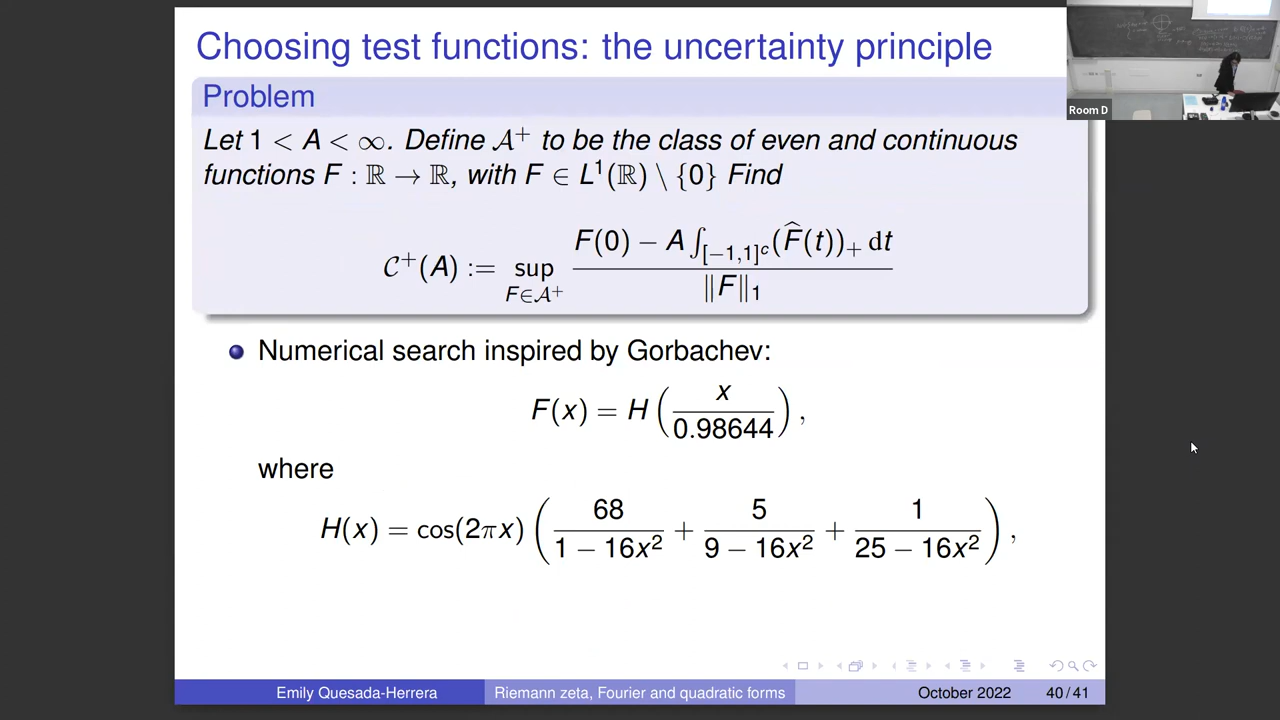 Choosing test functions: the uncertainty principle
Problem
Let 1 < A < ∞. Define 𝒜⁺ to be the class of even and continuous
functions F : ℝ → ℝ, with F ∈ L¹(ℝ) \ {0} Find
𝒞⁺(A) := sup_{F∈𝒜⁺} (F(0) − A ∫_{[−1,1]^c} (F̂(t))₊ dt) / ‖F‖₁
Numerical search inspired by Gorbachev:
F(x) = H(x / 0.98644),
where
H(x) = cos(2πx) (68 / (1 − 16x²) + 5 / (9 − 16x²) + 1 / (25 − 16x²)),
Emily Quesada-Herrera Riemann zeta, Fourier and quadratic forms October 2022 40/41
Room D